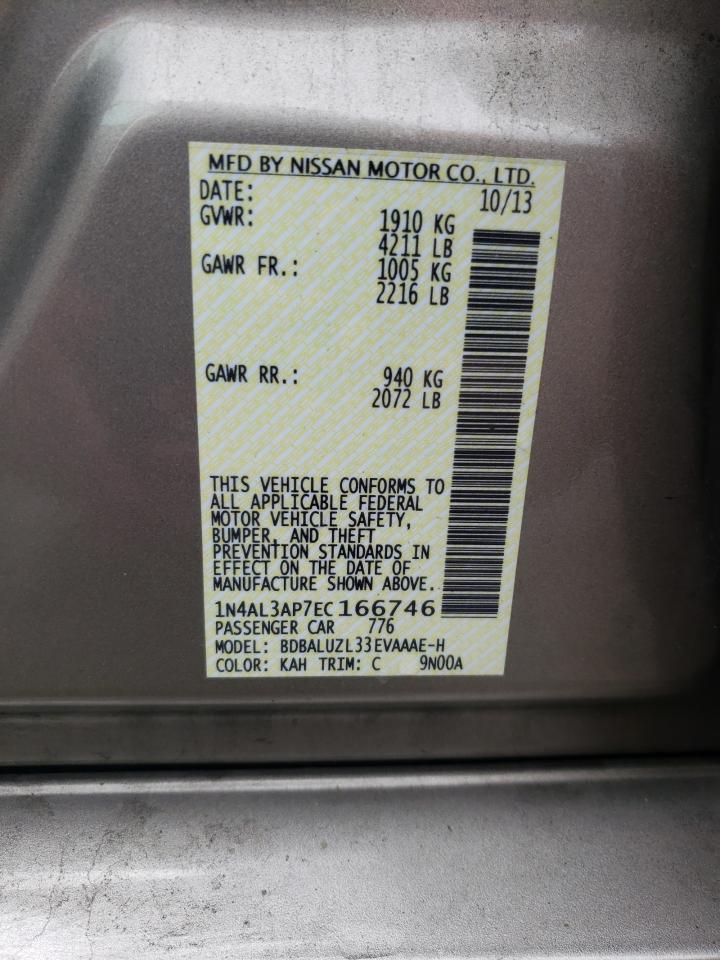 MFD BY NISSAN MOTOR CO., LTD.
DATE: 10/13
GVWR: 1910 KG
4211 LB
GAWR FR.: 1005 KG
2216 LB
GAWR RR.: 940 KG
2072 LB
THIS VEHICLE CONFORMS TO
ALL APPLICABLE FEDERAL
MOTOR VEHICLE SAFETY,
BUMPER, AND THEFT
PREVENTION STANDARDS IN
EFFECT ON THE DATE OF
MANUFACTURE SHOWN ABOVE.
1N4AL3AP7EC166746
PASSENGER CAR 776
MODEL: BDBALUZL33EVAAAE-H
COLOR: KAH TRIM: C 9N00A